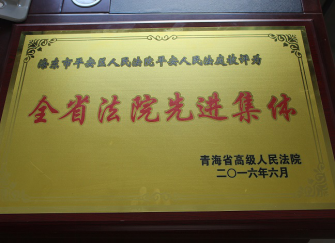 海东市平安区人民法院平安人民法庭被评为
全省法院先进集体
青海省高级人民法院
二〇一六年六月